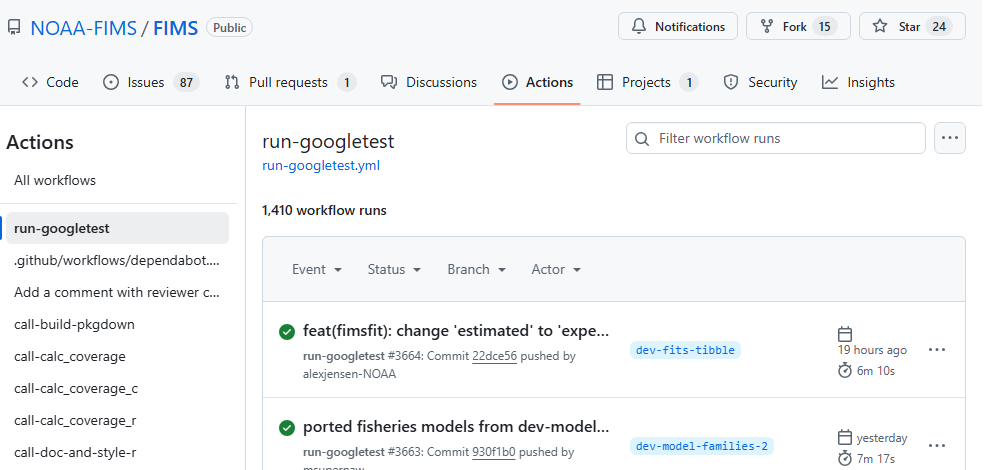 NOAA-FIMS / FIMS Public
Notifications
Fork 15
Star 24
Code
Issues 87
Pull requests 1
Discussions
Actions
Projects 1
Security
Insights
Actions
All workflows
run-googletest
.github/workflows/dependabot....
Add a comment with reviewer c...
call-build-pkgdown
call-calc_coverage
call-calc_coverage_c
call-calc_coverage_r
call-doc-and-style-r
run-googletest
run-googletest.yml
Filter workflow runs
1,410 workflow runs
Event
Status
Branch
Actor
feat(fimsfit): change 'estimated' to 'expe...
run-googletest #3664: Commit 22dce56 pushed by
alexjensen-NOAA
dev-fits-tibble
19 hours ago
6m 10s
ported fisheries models from dev-model...
run-googletest #3663: Commit 930f1b0 pushed by
dev-model-families-2
yesterday
7m 17s